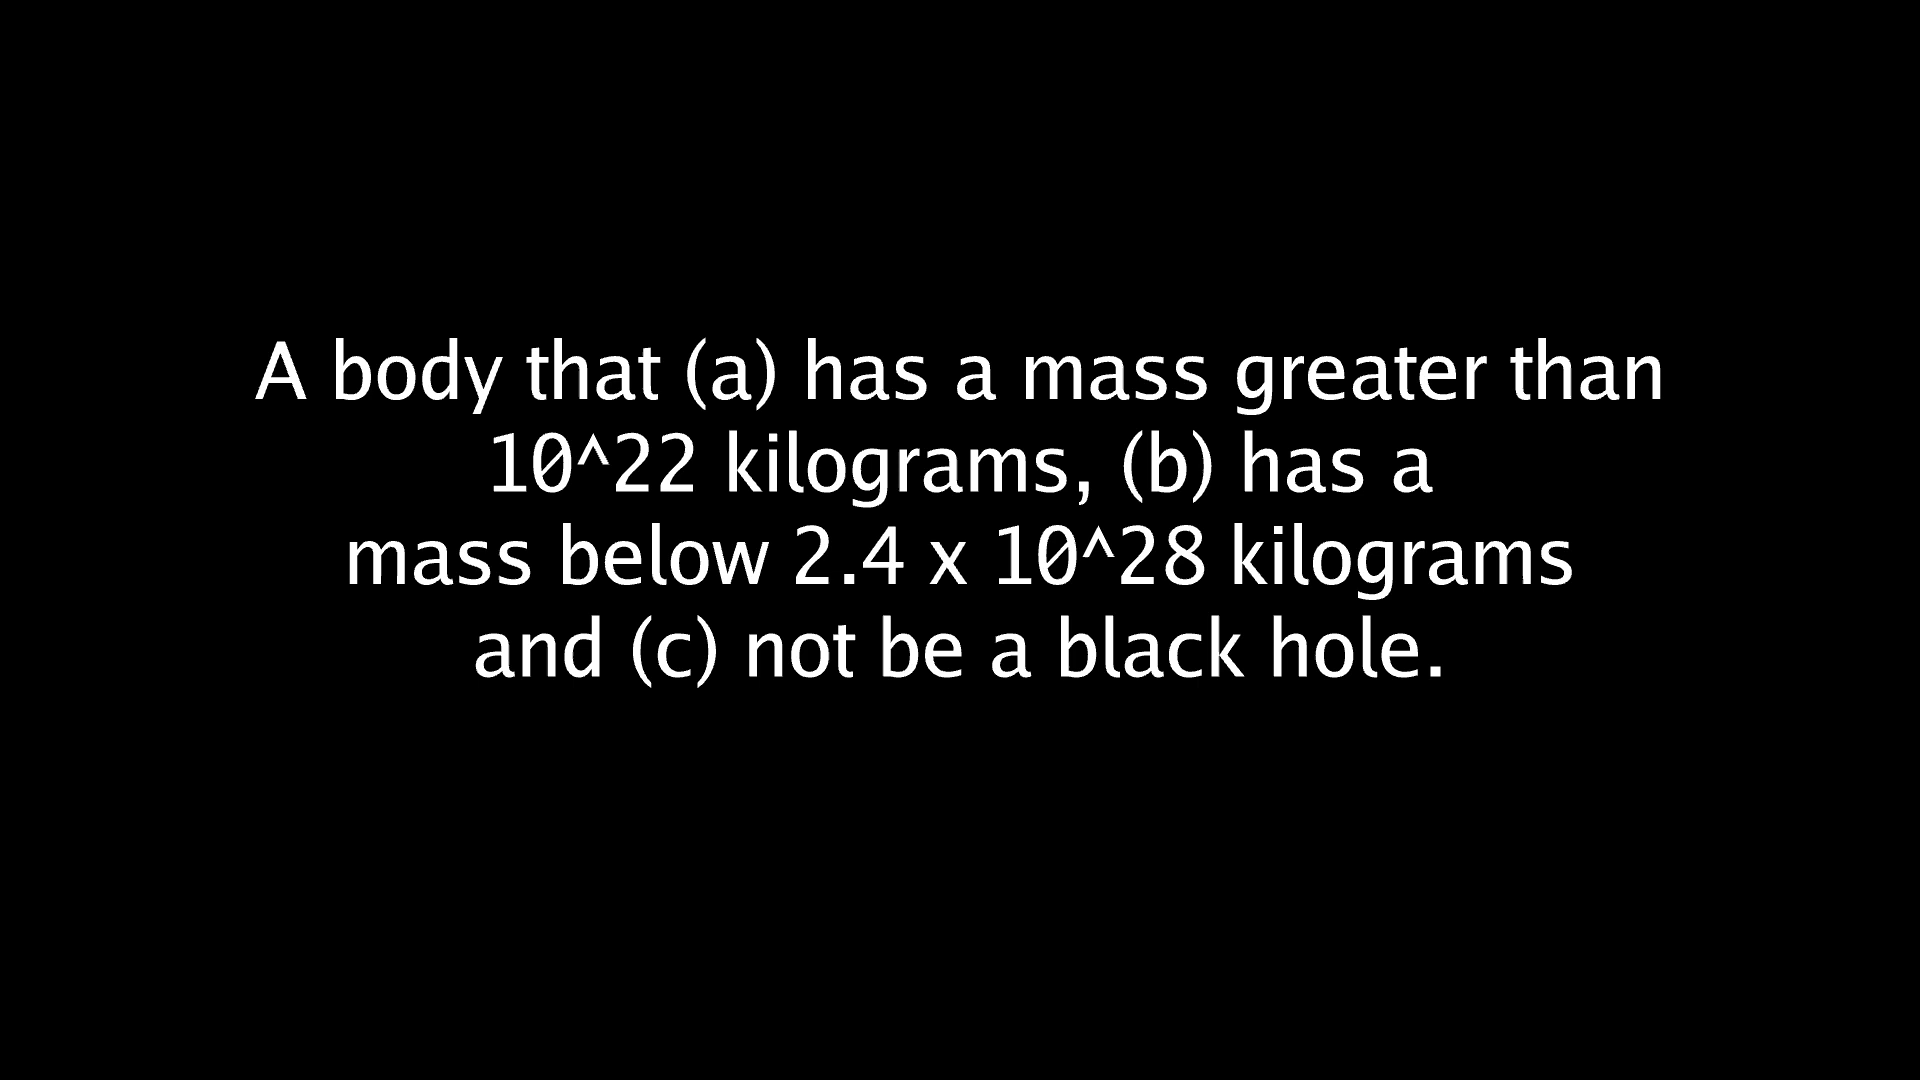 A body that (a) has a mass greater than
10^22 kilograms, (b) has a
mass below 2.4 x 10^28 kilograms
and (c) not be a black hole.